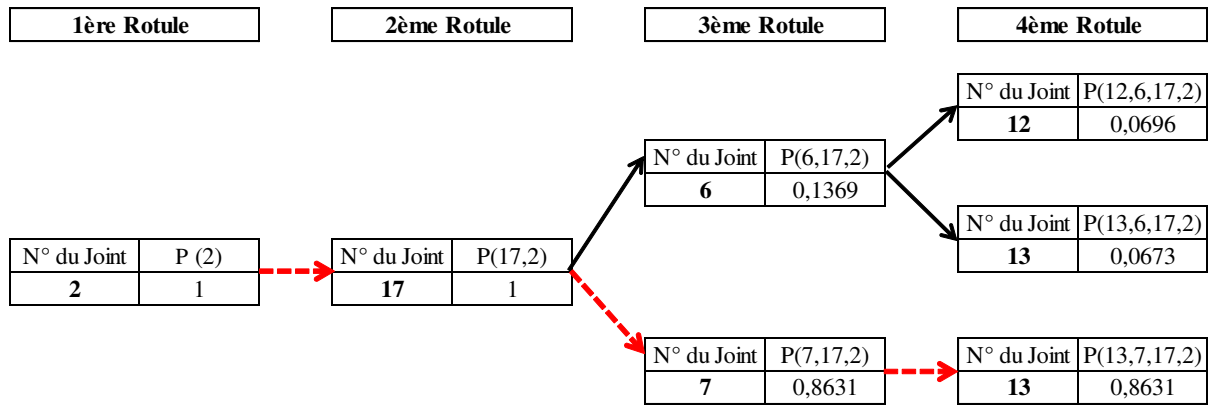 1ère Rotule 2ème Rotule 3ème Rotule 4ème Rotule
N° du Joint P(12,6,17,2)
12 0,0696
N° du Joint P(6,17,2)
6 0,1369
N° du Joint P(13,6,17,2)
13 0,0673
N° du Joint P (2)
2 1
N° du Joint P(17,2)
17 1
N° du Joint P(7,17,2)
7 0,8631
N° du Joint P(13,7,17,2)
13 0,8631